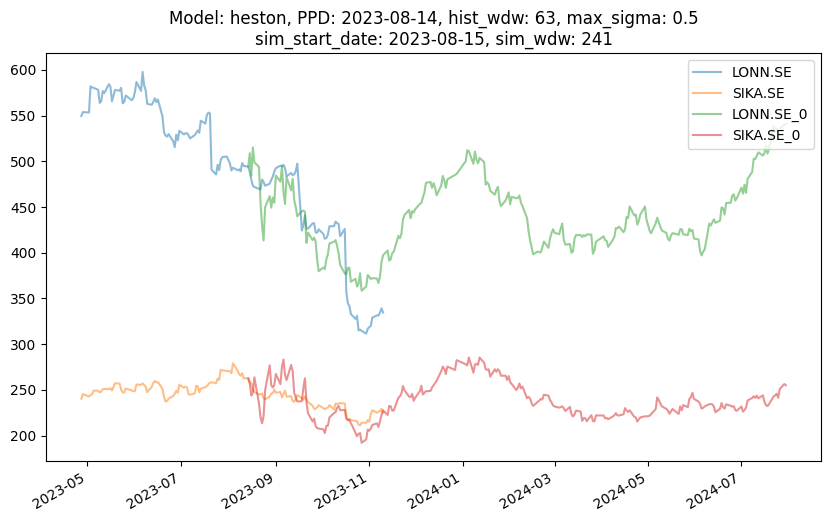 Model: heston, PPD: 2023-08-14, hist_wdw: 63, max_sigma: 0.5
sim_start_date: 2023-08-15, sim_wdw: 241
LONN.SE
SIKA.SE
LONN.SE_0
SIKA.SE_0
600
550
500
450
400
350
300
250
200
2023-05
2023-07
2023-09
2023-11
2024-01
2024-03
2024-05
2024-07